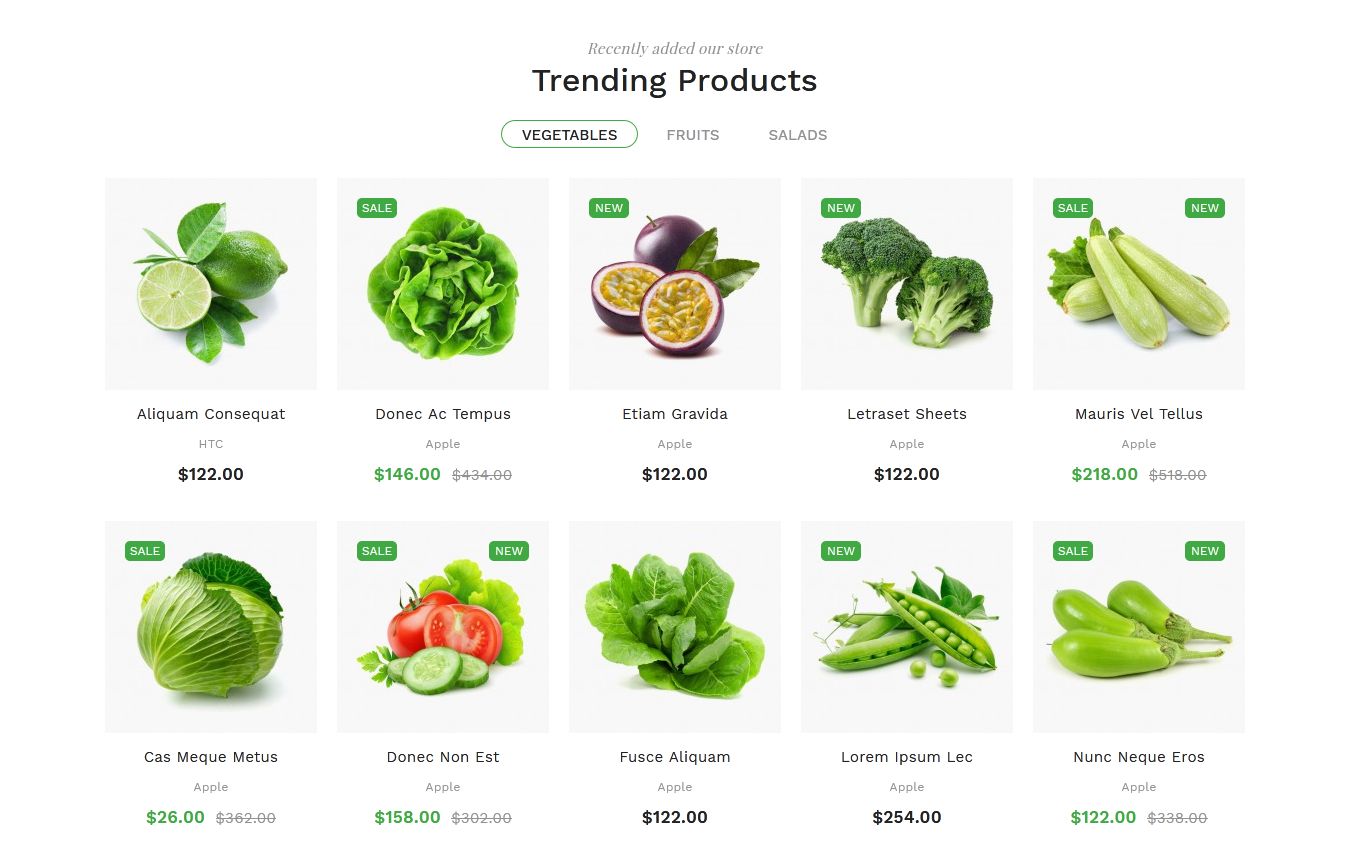 Recently added our store
Trending Products
VEGETABLES FRUITS SALADS
SALE NEW NEW SALE NEW
Aliquam Consequat Donec Ac Tempus Etiam Gravida Letraset Sheets Mauris Vel Tellus
HTC Apple Apple Apple Apple
$122.00 $146.00 $434.00 $122.00 $122.00 $218.00 $518.00
SALE SALE NEW NEW SALE NEW
Cas Meque Metus Donec Non Est Fusce Aliquam Lorem Ipsum Lec Nunc Neque Eros
Apple Apple Apple Apple Apple
$26.00 $362.00 $158.00 $302.00 $122.00 $254.00 $122.00 $338.00